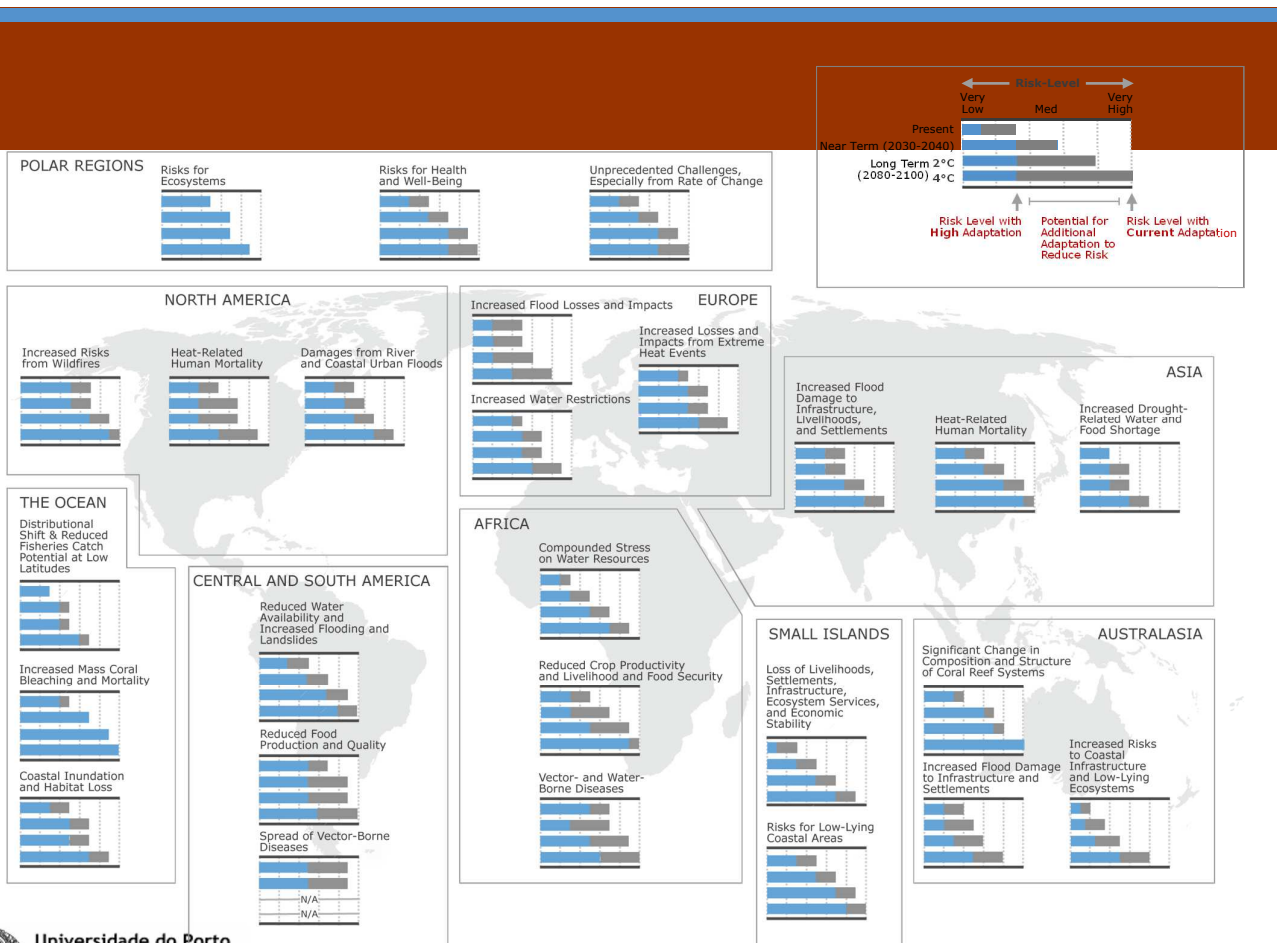 Risk-Level
Very Low
Med
Very High
Present
Near Term (2030-2040)
Long Term 2°C
(2080-2100) 4°C
Risk Level with
High Adaptation
Potential for
Additional
Adaptation to
Reduce Risk
Risk Level with
Current Adaptation
POLAR REGIONS
Risks for
Ecosystems
Risks for Health
and Well-Being
Unprecedented Challenges,
Especially from Rate of Change
NORTH AMERICA
Increased Risks
from Wildfires
Heat-Related
Human Mortality
Damages from River
and Coastal Urban Floods
EUROPE
Increased Flood Losses and Impacts
Increased Losses and
Impacts from Extreme
Heat Events
Increased Water Restrictions
ASIA
Increased Flood
Damage to
Infrastructure,
Livelihoods,
and Settlements
Heat-Related
Human Mortality
Increased Drought-
Related Water and
Food Shortage
THE OCEAN
Distributional
Shift & Reduced
Fisheries Catch
Potential at Low
Latitudes
Increased Mass Coral
Bleaching and Mortality
Coastal Inundation
and Habitat Loss
CENTRAL AND SOUTH AMERICA
Reduced Water
Availability and
Increased Flooding and
Landslides
Reduced Food
Production and Quality
Spread of Vector-Borne
Diseases
N/A
N/A
AFRICA
Compounded Stress
on Water Resources
Reduced Crop Productivity
and Livelihood and Food Security
Vector- and Water-
Borne Diseases
SMALL ISLANDS
Loss of Livelihoods,
Settlements,
Infrastructure,
Ecosystem Services,
and Economic
Stability
Risks for Low-Lying
Coastal Areas
AUSTRALASIA
Significant Change in
Composition and Structure
of Coral Reef Systems
Increased Flood Damage
to Infrastructure and
Settlements
Increased Risks
to Coastal
Infrastructure
and Low-Lying
Ecosystems
Universidade do Porto